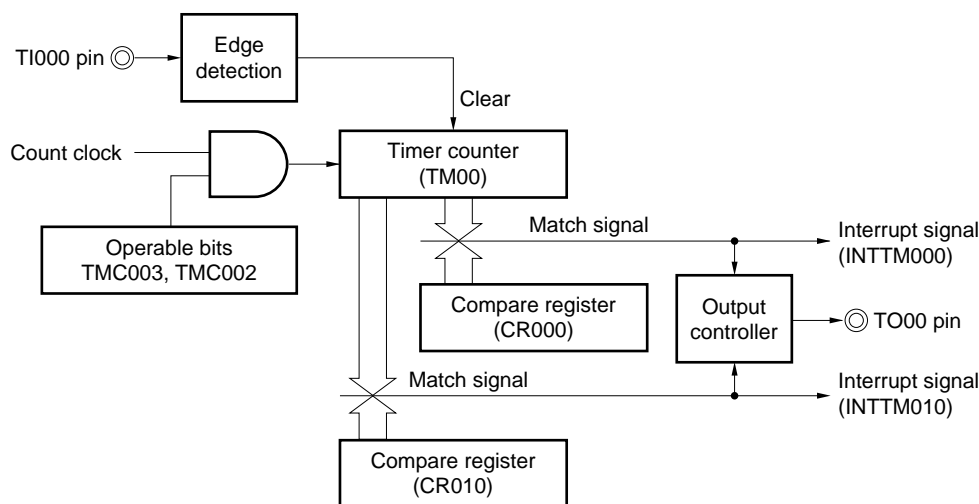 TI000 pin
Edge
detection
Clear
Count clock
Timer counter
(TM00)
Operable bits
TMC003, TMC002
Match signal
Interrupt signal
(INTTM000)
Compare register
(CR000)
Output
controller
TO00 pin
Match signal
Interrupt signal
(INTTM010)
Compare register
(CR010)